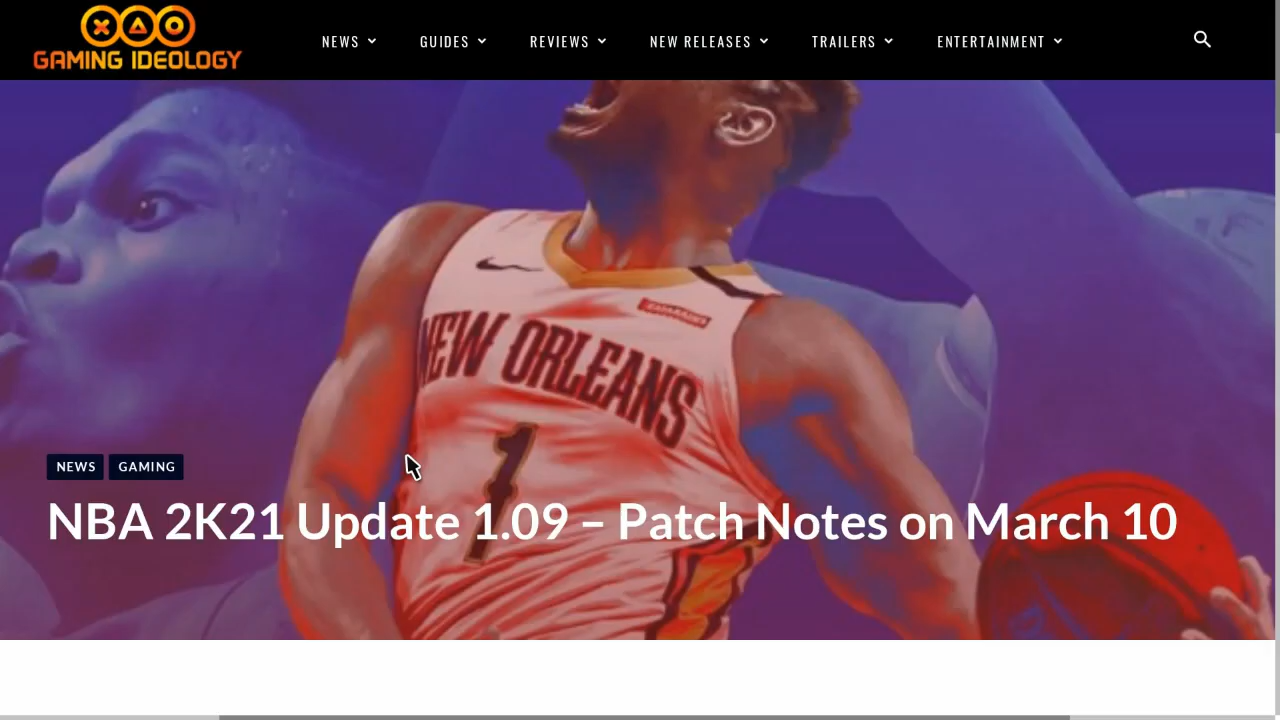 GAMING IDEOLOGY
NEWS
GUIDES
REVIEWS
NEW RELEASES
TRAILERS
ENTERTAINMENT
NEW ORLEANS
1
NEWS
GAMING
NBA 2K21 Update 1.09 – Patch Notes on March 10